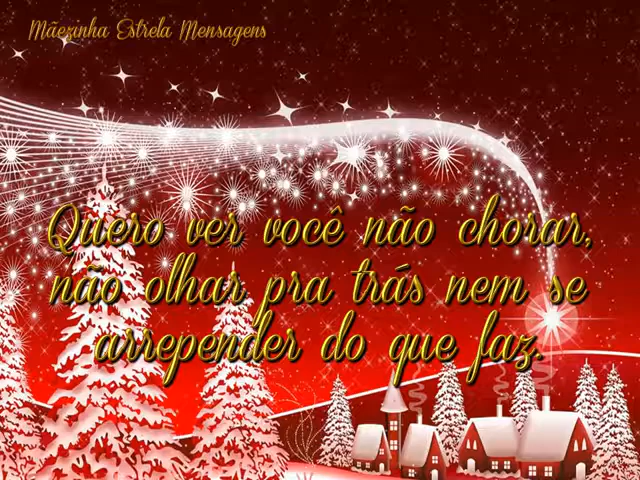 Mãezinha Estrela Mensagens
Quero ver você não chorar,
não olhar pra trás nem se
arrepender do que faz.